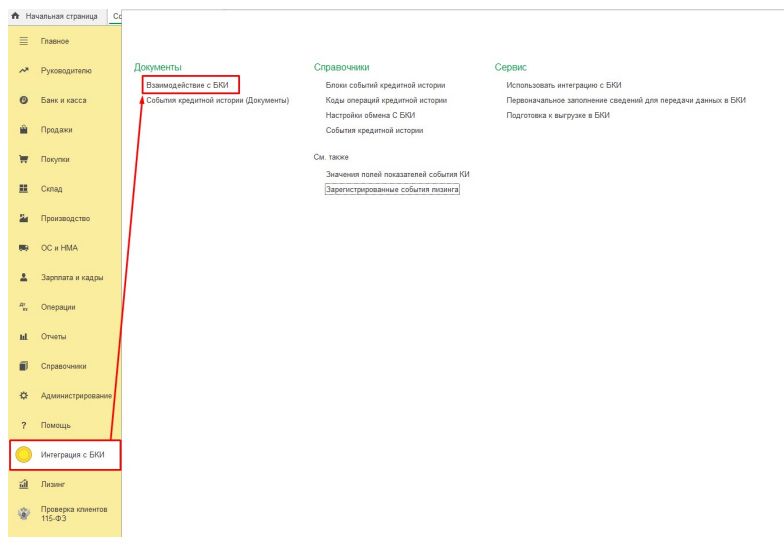 Начальная страница
Со
Главное
Руководителю
Банк и касса
Продажи
Покупки
Склад
Производство
ОС и НМА
Зарплата и кадры
Операции
Отчеты
Справочники
Администрирование
Помощь
Интеграция с БКИ
Лизинг
Проверка клиентов
115-ФЗ
Документы
Взаимодействие с БКИ
События кредитной истории (Документы)
Справочники
Блоки событий кредитной истории
Коды операций кредитной истории
Настройки обмена С БКИ
События кредитной истории
См. также
Значения полей показателей события КИ
Зарегистрированные события лизинга
Сервис
Использовать интеграцию с БКИ
Первоначальное заполнение сведений для передачи данных в БКИ
Подготовка к выгрузке в БКИ